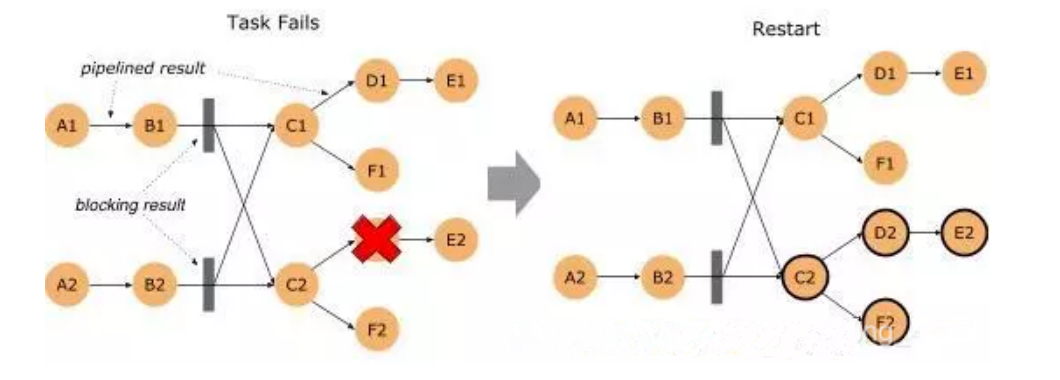 Task Fails
Restart
pipelined result
blocking result
A1
B1
C1
D1
E1
F1
A2
B2
C2
E2
F2
A1
B1
C1
D1
E1
F1
A2
B2
C2
D2
E2
F2